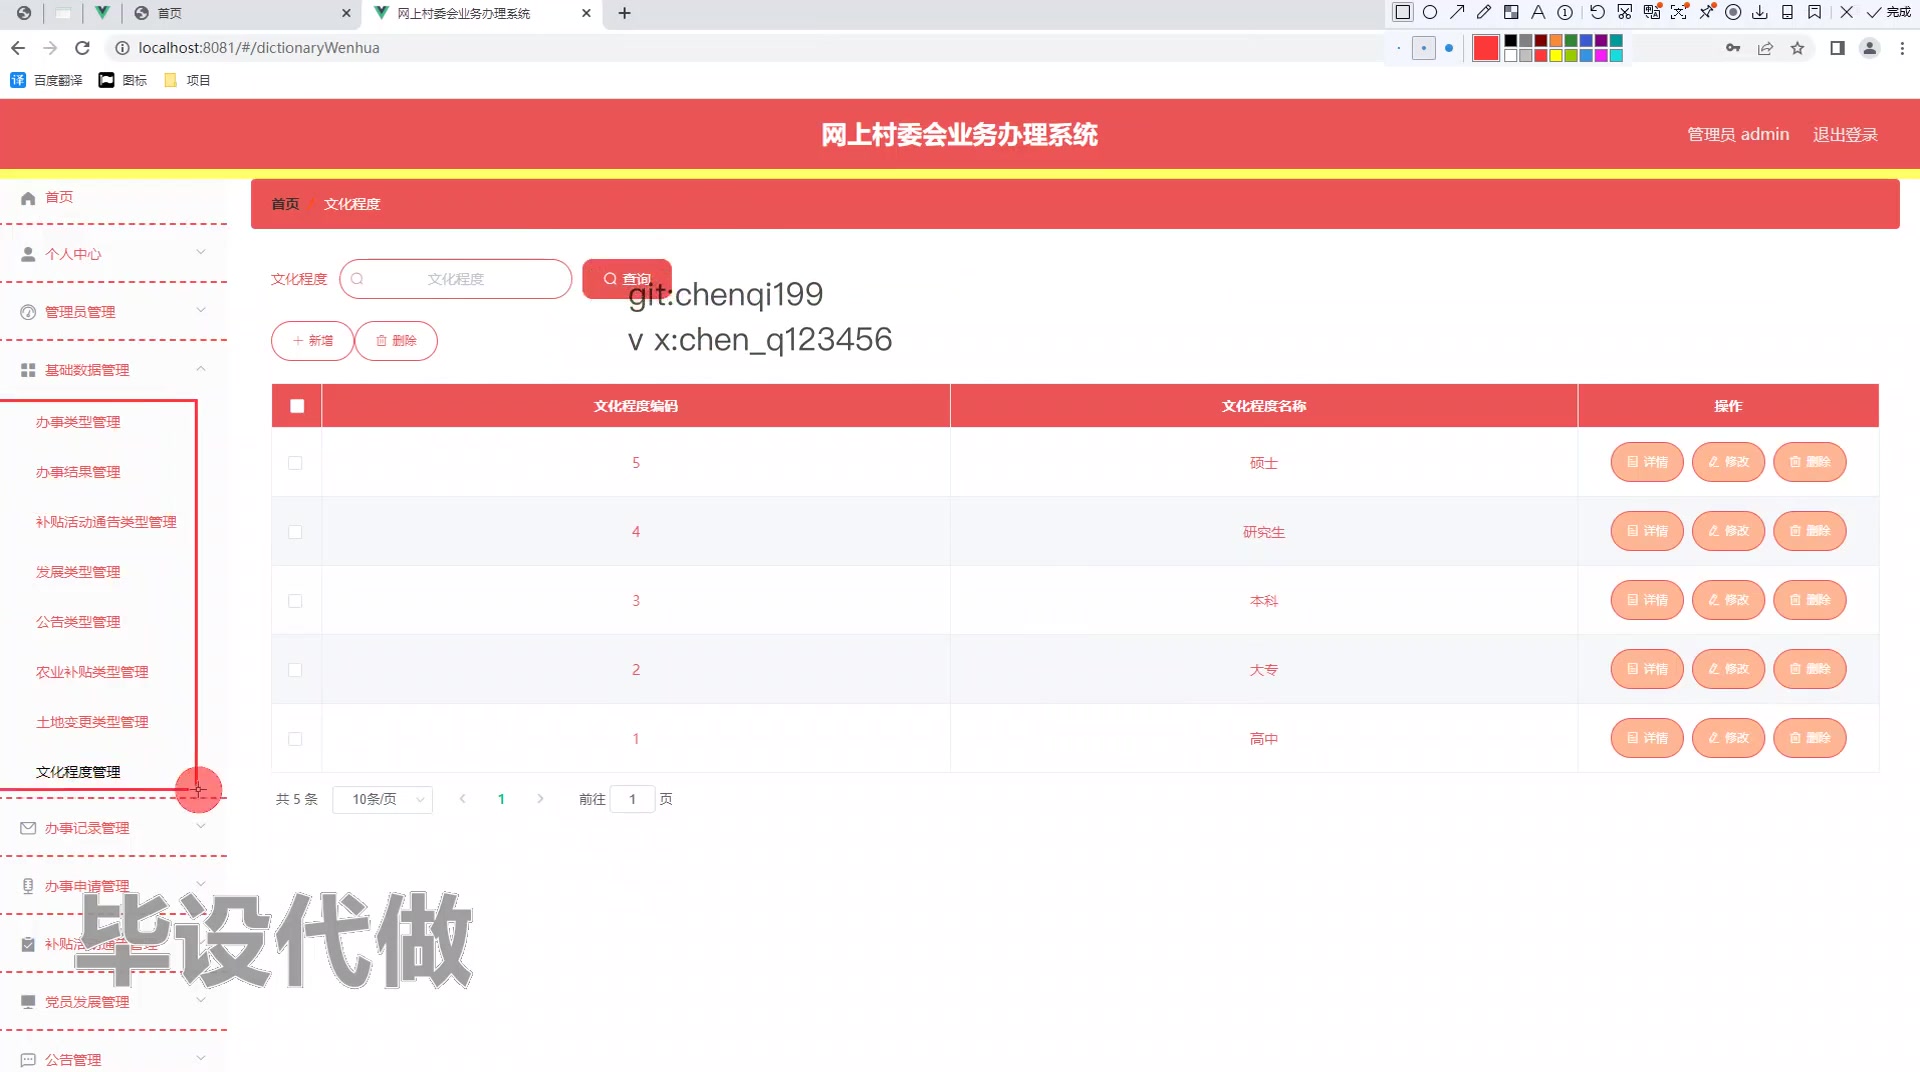 首页
网上村委会业务办理系统
完成
localhost:8081/#/dictionaryWenhua
译 百度翻译
图标
项目
网上村委会业务办理系统
管理员 admin
退出登录
首页
文化程度
首页
个人中心
管理员管理
基础数据管理
办事类型管理
办事结果管理
补贴活动通告类型管理
发展类型管理
公告类型管理
农业补贴类型管理
土地变更类型管理
文化程度管理
办事记录管理
办事申请管理
补贴活动通告管理
党员发展管理
公告管理
文化程度
文化程度
查询
git:chenqi199
v x:chen_q123456
新增
删除
文化程度编码 文化程度名称 操作
5 硕士 详情 修改 删除
4 研究生 详情 修改 删除
3 本科 详情 修改 删除
2 大专 详情 修改 删除
1 高中 详情 修改 删除
共 5 条 10条/页 1 前往 1 页
毕设代做